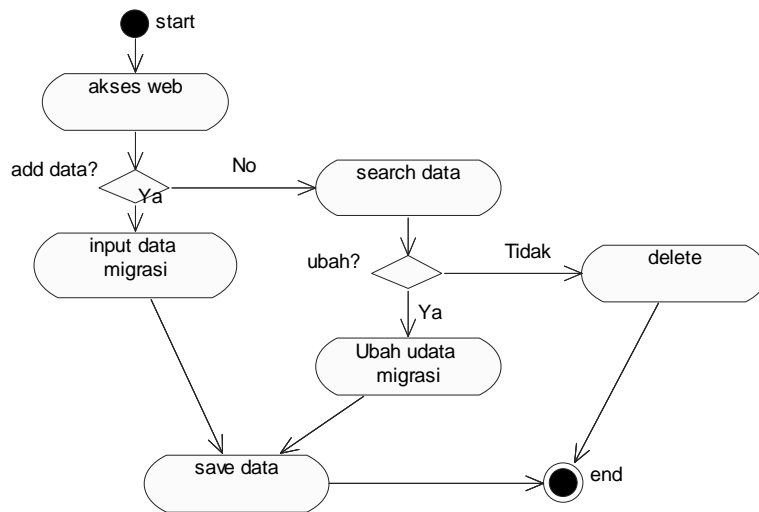 start
akses web
add data?
Ya
No
search data
input data
migrasi
ubah?
Tidak
delete
Ya
Ubah udata
migrasi
save data
end